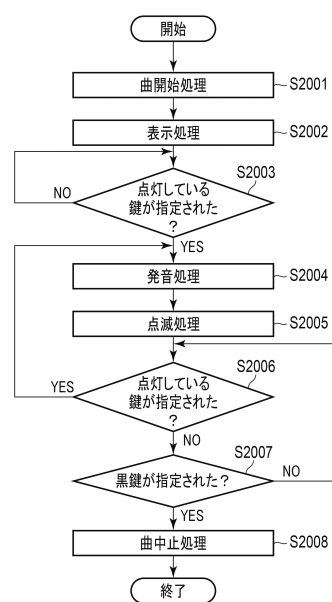 開始
曲開始処理
S2001
表示処理
S2002
S2003
点灯している
鍵が指定された
?
NO
YES
発音処理
S2004
点滅処理
S2005
S2006
点灯している
鍵が指定された
?
YES
NO
S2007
黒鍵が指定された?
NO
YES
曲中止処理
S2008
終了